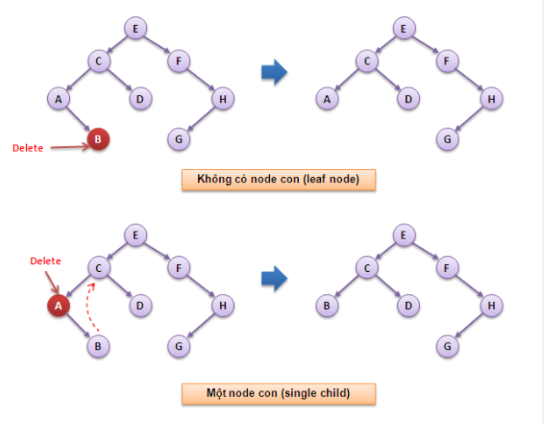 E
E
C
F
C
F
A
D
H
A
D
H
Delete
B
G
G
Không có node con (leaf node)
E
E
Delete
C
F
C
F
A
D
H
B
D
H
B
G
G
Một node con (single child)